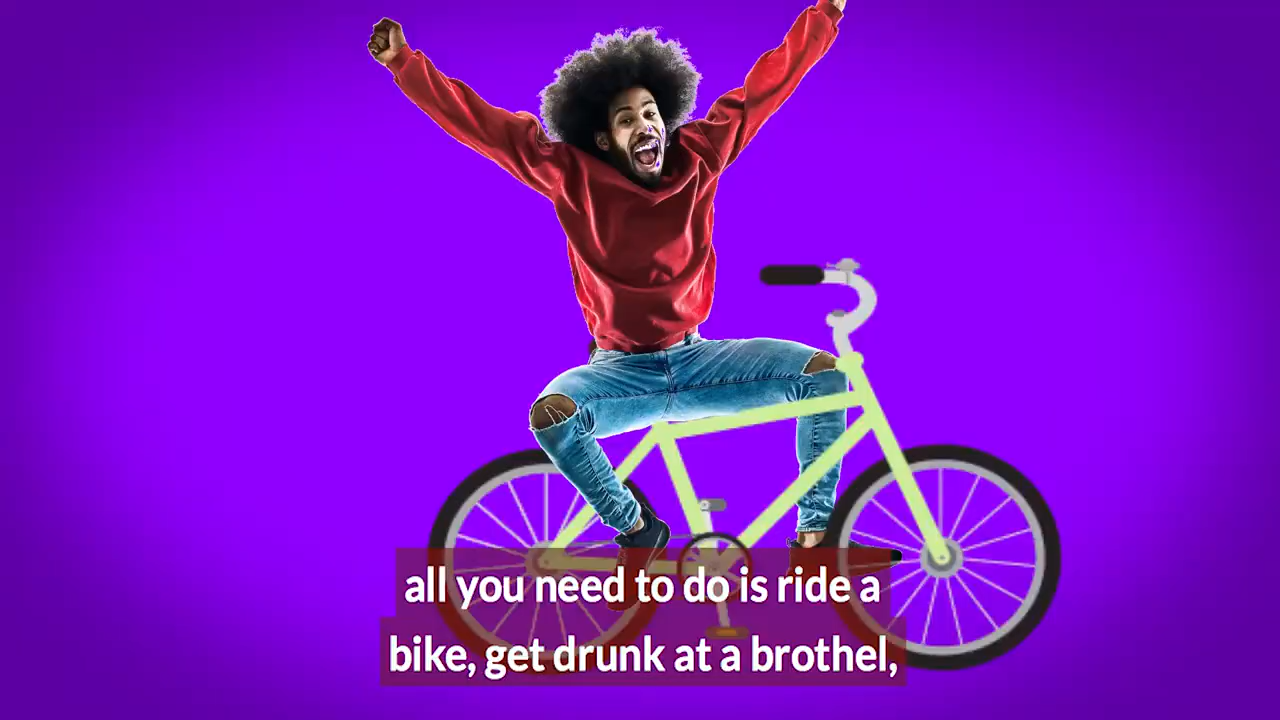 all you need to do is ride a
bike, get drunk at a brothel,